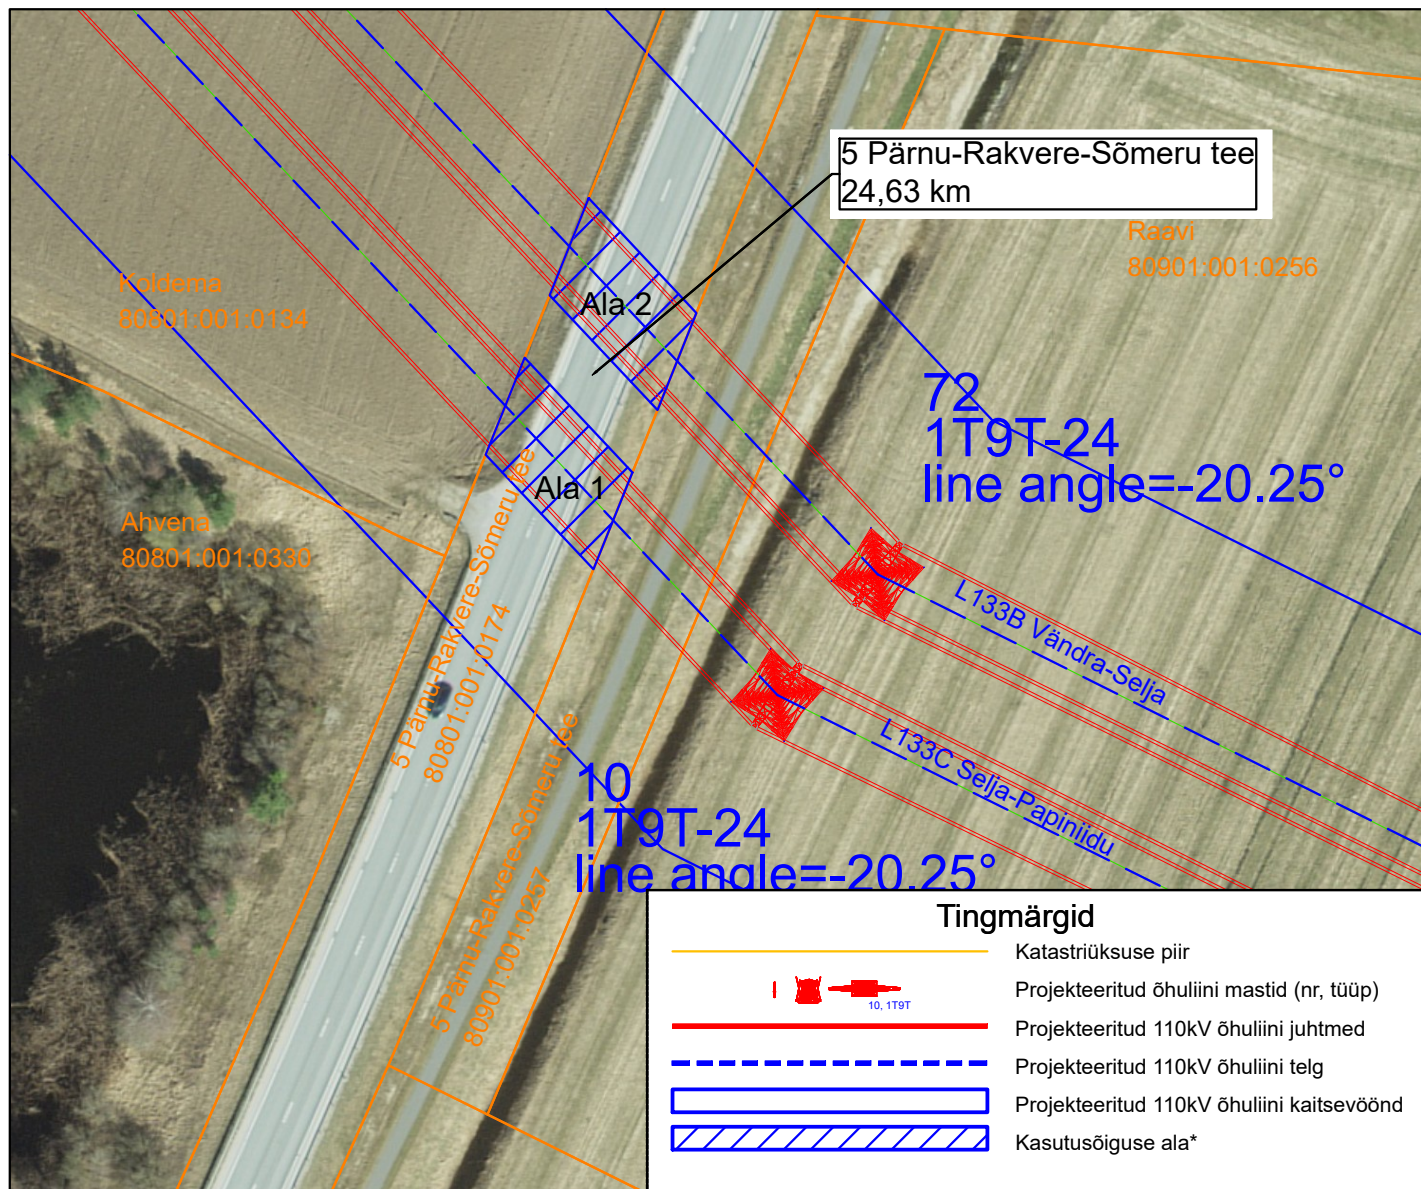 5 Pärnu-Rakvere-Sõmeru tee
24,63 km
Raavi
80901:001:0256
Koldema
80801:001:0134
Ala 2
72
1T9T-24
line angle=-20.25°
Ala 1
Ahvena
80801:001:0330
5 Pärnu-Rakvere-Sõmeru tee
80801:001:0174
L133B Vändra-Selja
L133C Selja-Papiniidu
5 Pärnu-Rakvere-Sõmeru tee
80901:001:0267
10
1T9T-24
line angle=-20.25°
Tingmärgid
Katastriüksuse piir
Projekteeritud õhuliini mastid (nr, tüüp)
10, 1T9T
Projekteeritud 110kV õhuliini juhtmed
Projekteeritud 110kV õhuliini telg
Projekteeritud 110kV õhuliini kaitsevöönd
Kasutusõiguse ala*